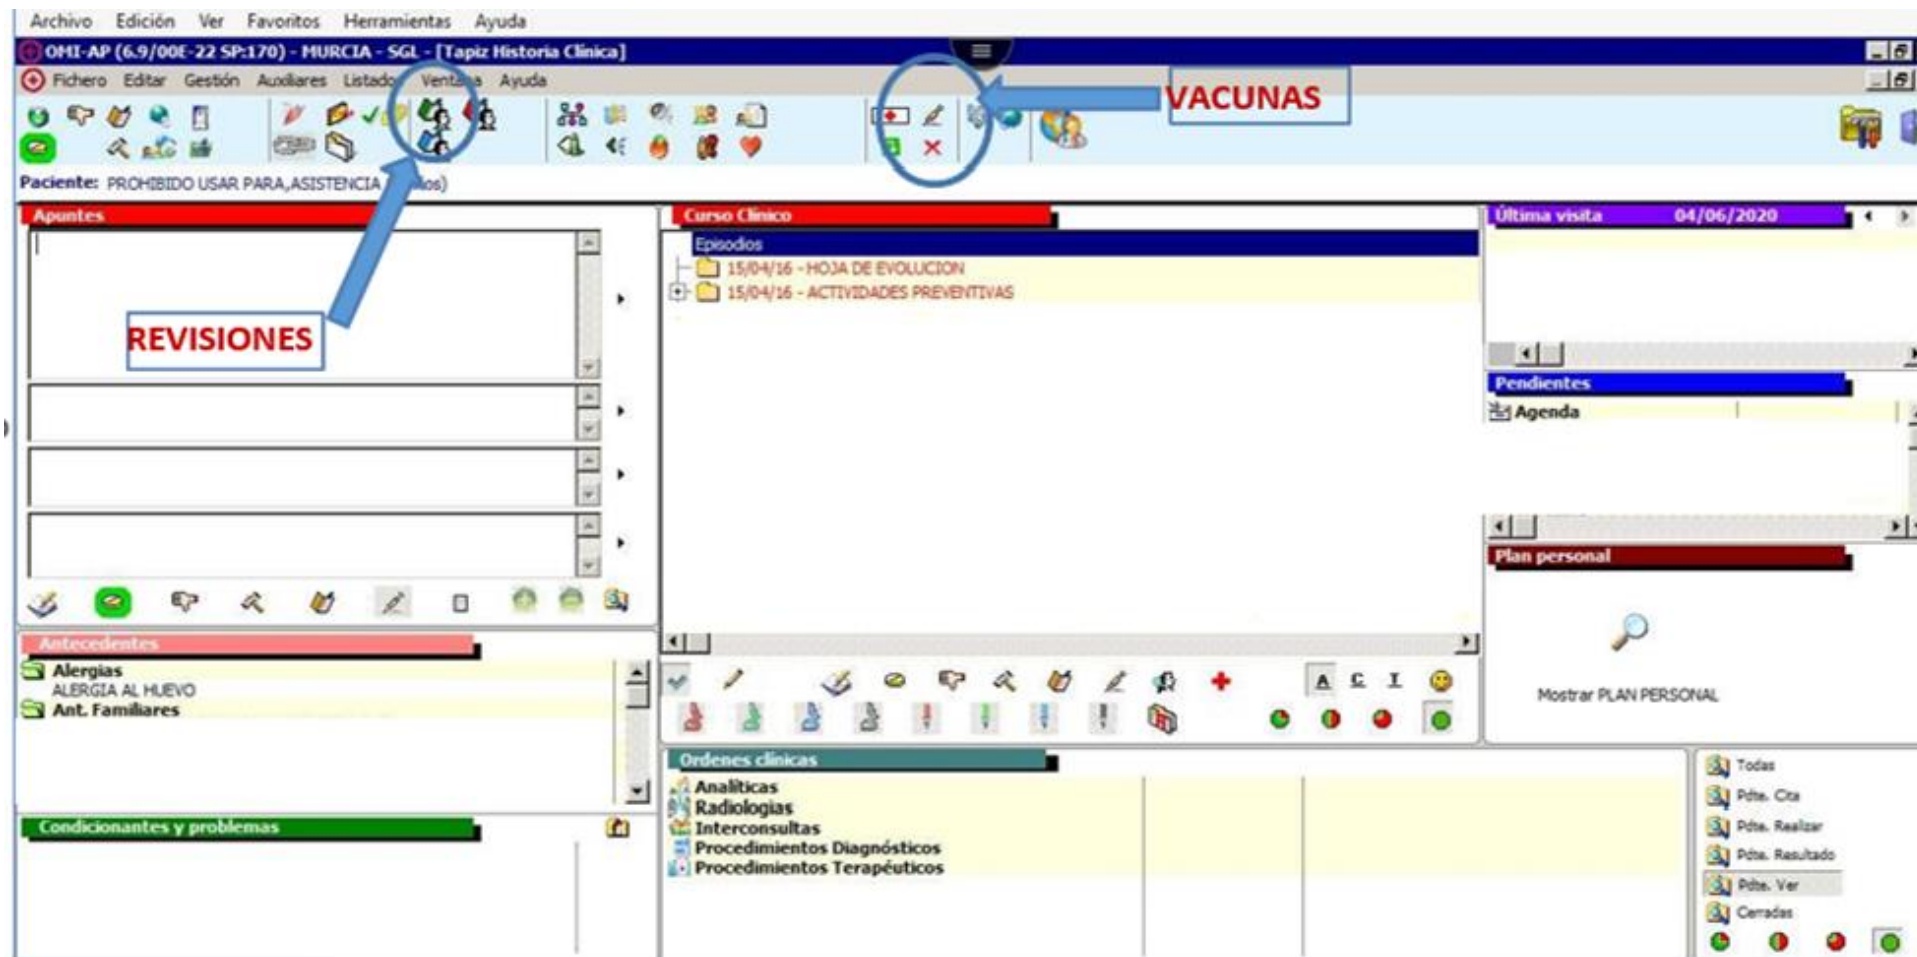 Archivo Edición Ver Favoritos Herramientas Ayuda
OMI-AP (6.9/00E-22 SP:170) - MURCIA - SGL - [Tapiz Historia Clínica]
Fichero Editar Gestión Auxiliares Listados Ventana Ayuda
VACUNAS
Paciente: PROHIBIDO USAR PARA,ASISTENCIA
Apuntes
REVISIONES
Curso Clínico
Episodios
15/04/16 - HOJA DE EVOLUCION
15/04/16 - ACTIVIDADES PREVENTIVAS
Última visita 04/06/2020
Pendientes
Agenda
Plan personal
Mostrar PLAN PERSONAL
Antecedentes
Alergias
ALERGIA AL HUEVO
Ant. Familiares
A C I
Condicionantes y problemas
Ordenes clínicas
Analíticas
Radiologias
Interconsultas
Procedimientos Diagnósticos
Procedimientos Terapéuticos
Todas
Pdte. Cita
Pdte. Realizar
Pdte. Resultado
Pdte. Ver
Cerradas